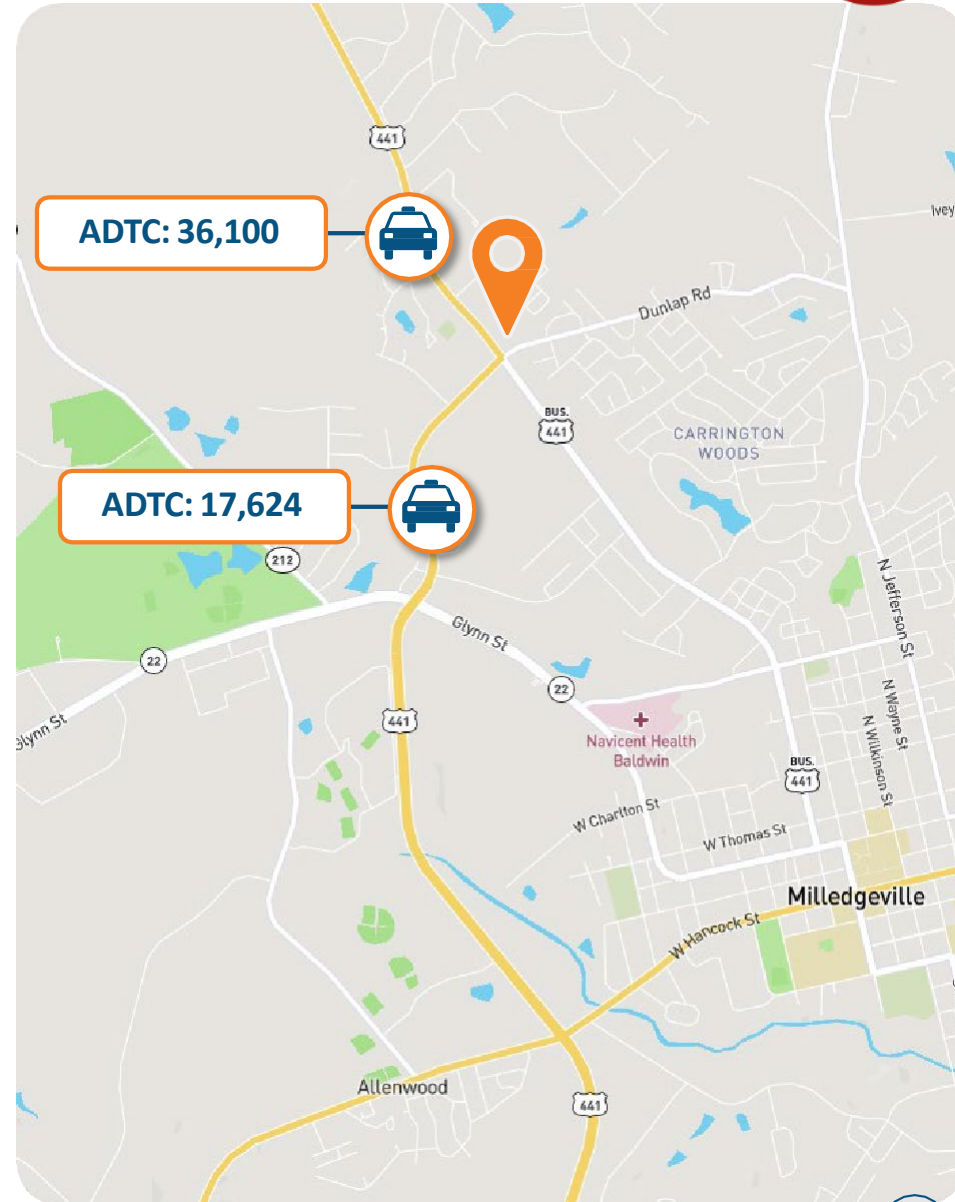 441
ADTC: 36,100
Ivey
Dunlap Rd
BUS.
441
CARRINGTON
WOODS
ADTC: 17,624
212
N Jefferson St
Glynn St
22
22
N Wayne St
441
Glynn St
Navicent Health
Baldwin
N Wilkinson St
BUS.
441
W Charlton St
W Thomas St
Milledgeville
W Hancock St
Allenwood
441